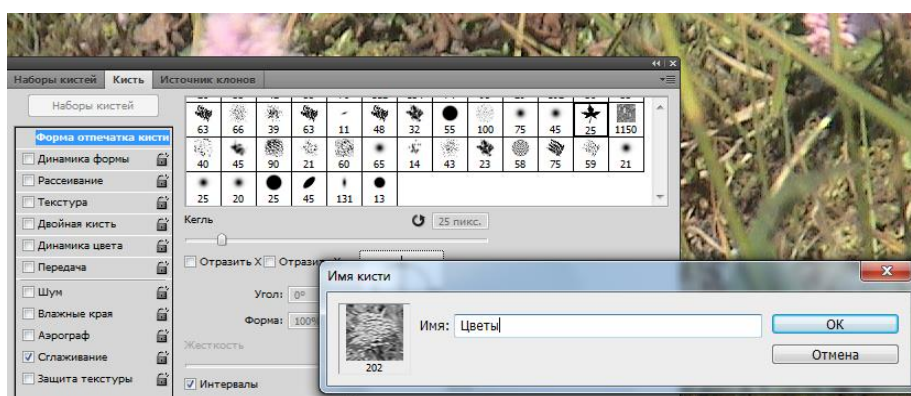 Наборы кистей Кисть Источник клонов
Наборы кистей
Форма отпечатка кисти
63 66 39 63 11 48 32 55 100 75 45 25 1150
Динамика формы
40 45 90 21 60 65 14 43 23 58 75 59 21
Рассеивание
Текстура
25 20 25 45 131 13
Двойная кисть
Кегль 25 пикс.
Динамика цвета
Передача
Отразить X Отразить
Имя кисти
Шум
Угол: 0º
Влажные края
Форма: 100%
Имя: Цветы
OK
Аэрограф
Жесткость
Сглаживание
202
Отмена
Защита текстуры
Интервалы